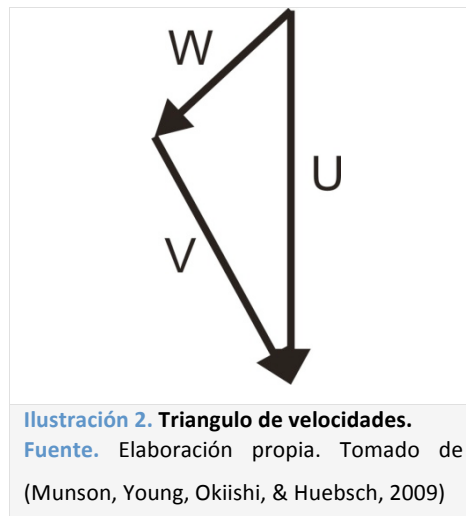 W
U
V
Ilustración 2. Triangulo de velocidades.
Fuente. Elaboración propia. Tomado de
(Munson, Young, Okiishi, & Huebsch, 2009)